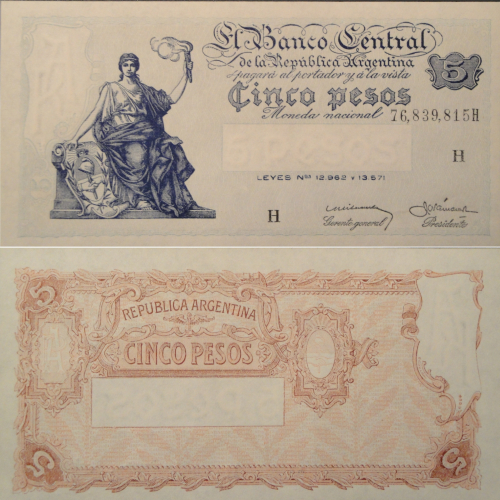 El Banco Central
de la República Argentina
pagará al portador y á la vista
5
Cinco pesos
Moneda nacional 76,839,815H
H
LEYES Nos 12.962 y 13.571
H
Gerente general
Presidente
5
REPUBLICA ARGENTINA
CINCO PESOS
5
5